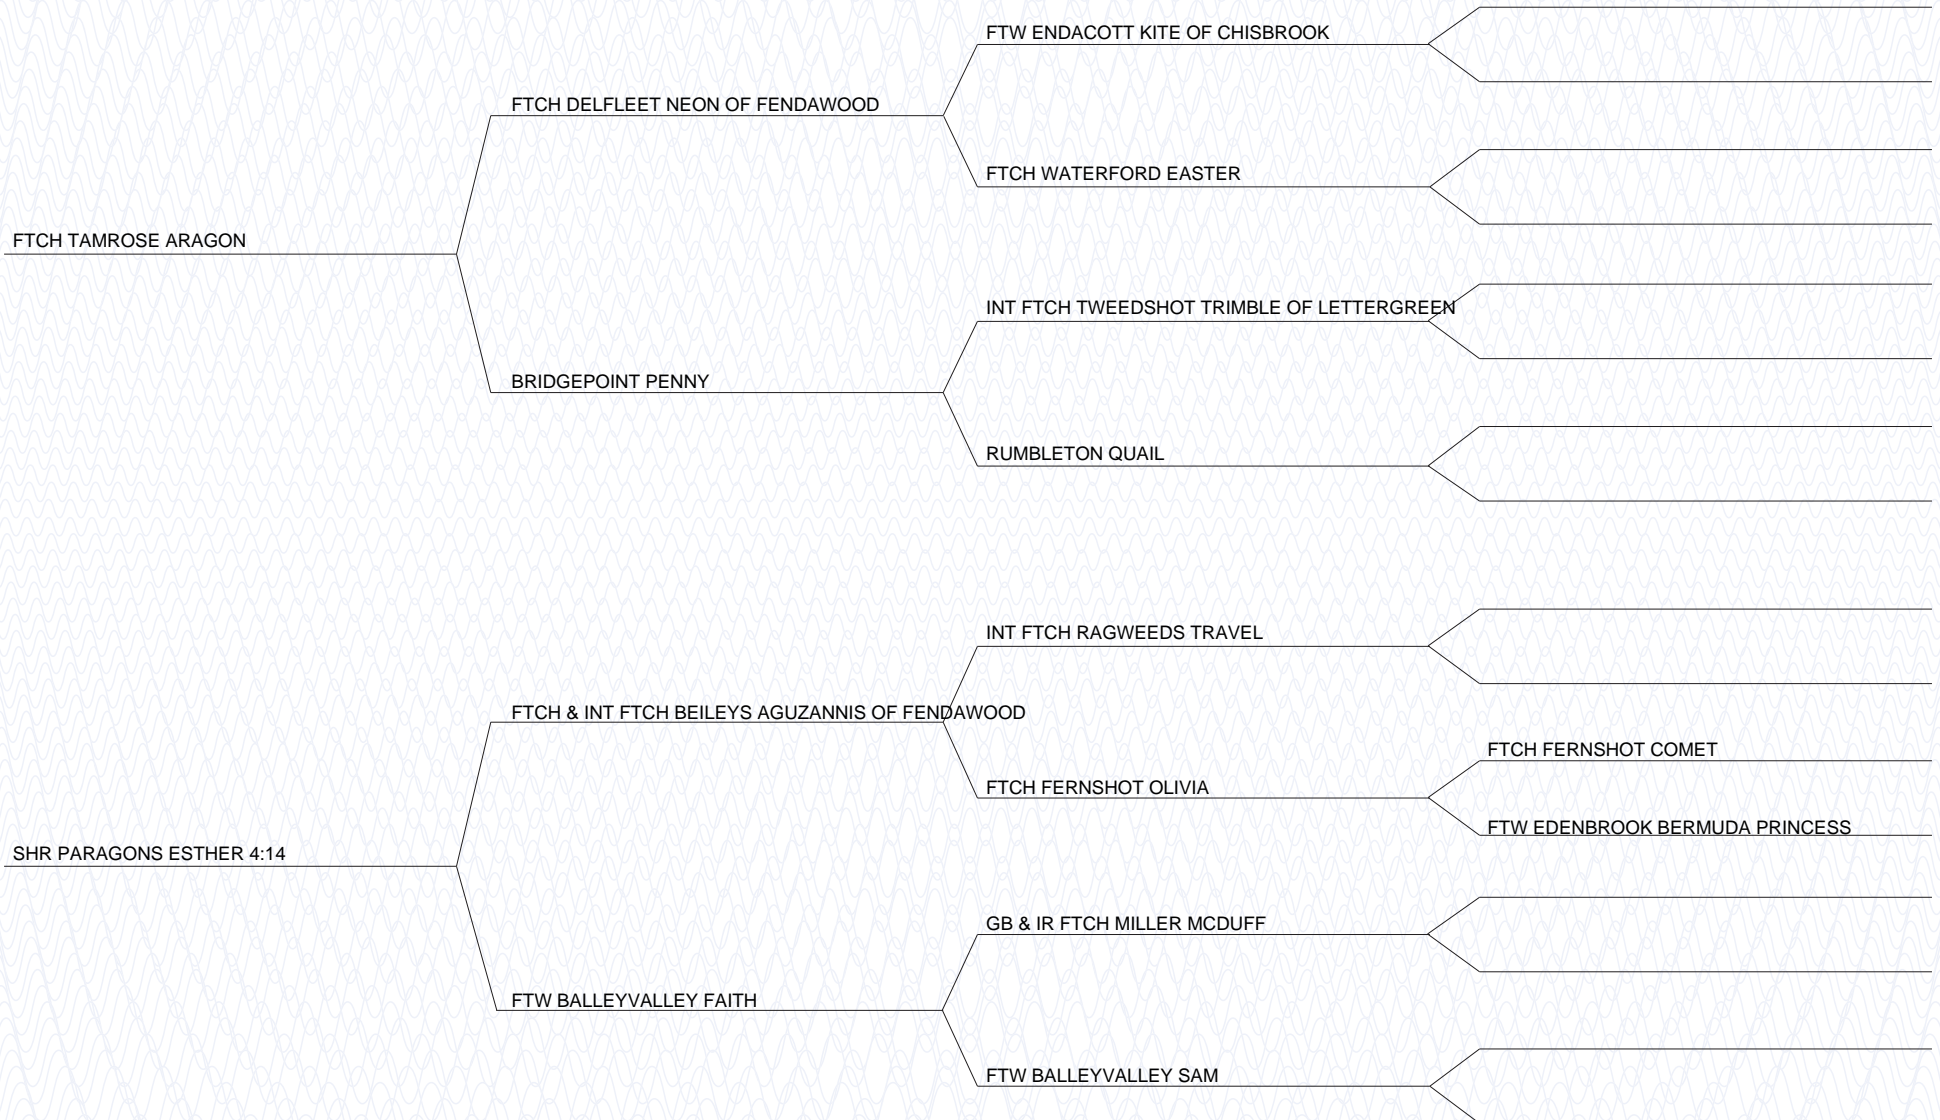 FTW ENDACOTT KITE OF CHISBROOK
FTCH DELFLEET NEON OF FENDAWOOD
FTCH WATERFORD EASTER
FTCH TAMROSE ARAGON
INT FTCH TWEEDSHOT TRIMBLE OF LETTERGREEN
BRIDGEPOINT PENNY
RUMBLETON QUAIL
INT FTCH RAGWEEDS TRAVEL
FTCH & INT FTCH BEILEYS AGUZANNIS OF FENDAWOOD
FTCH FERNSHOT COMET
FTCH FERNSHOT OLIVIA
FTW EDENBROOK BERMUDA PRINCESS
SHR PARAGONS ESTHER 4:14
GB & IR FTCH MILLER MCDUFF
FTW BALLEYVALLEY FAITH
FTW BALLEYVALLEY SAM